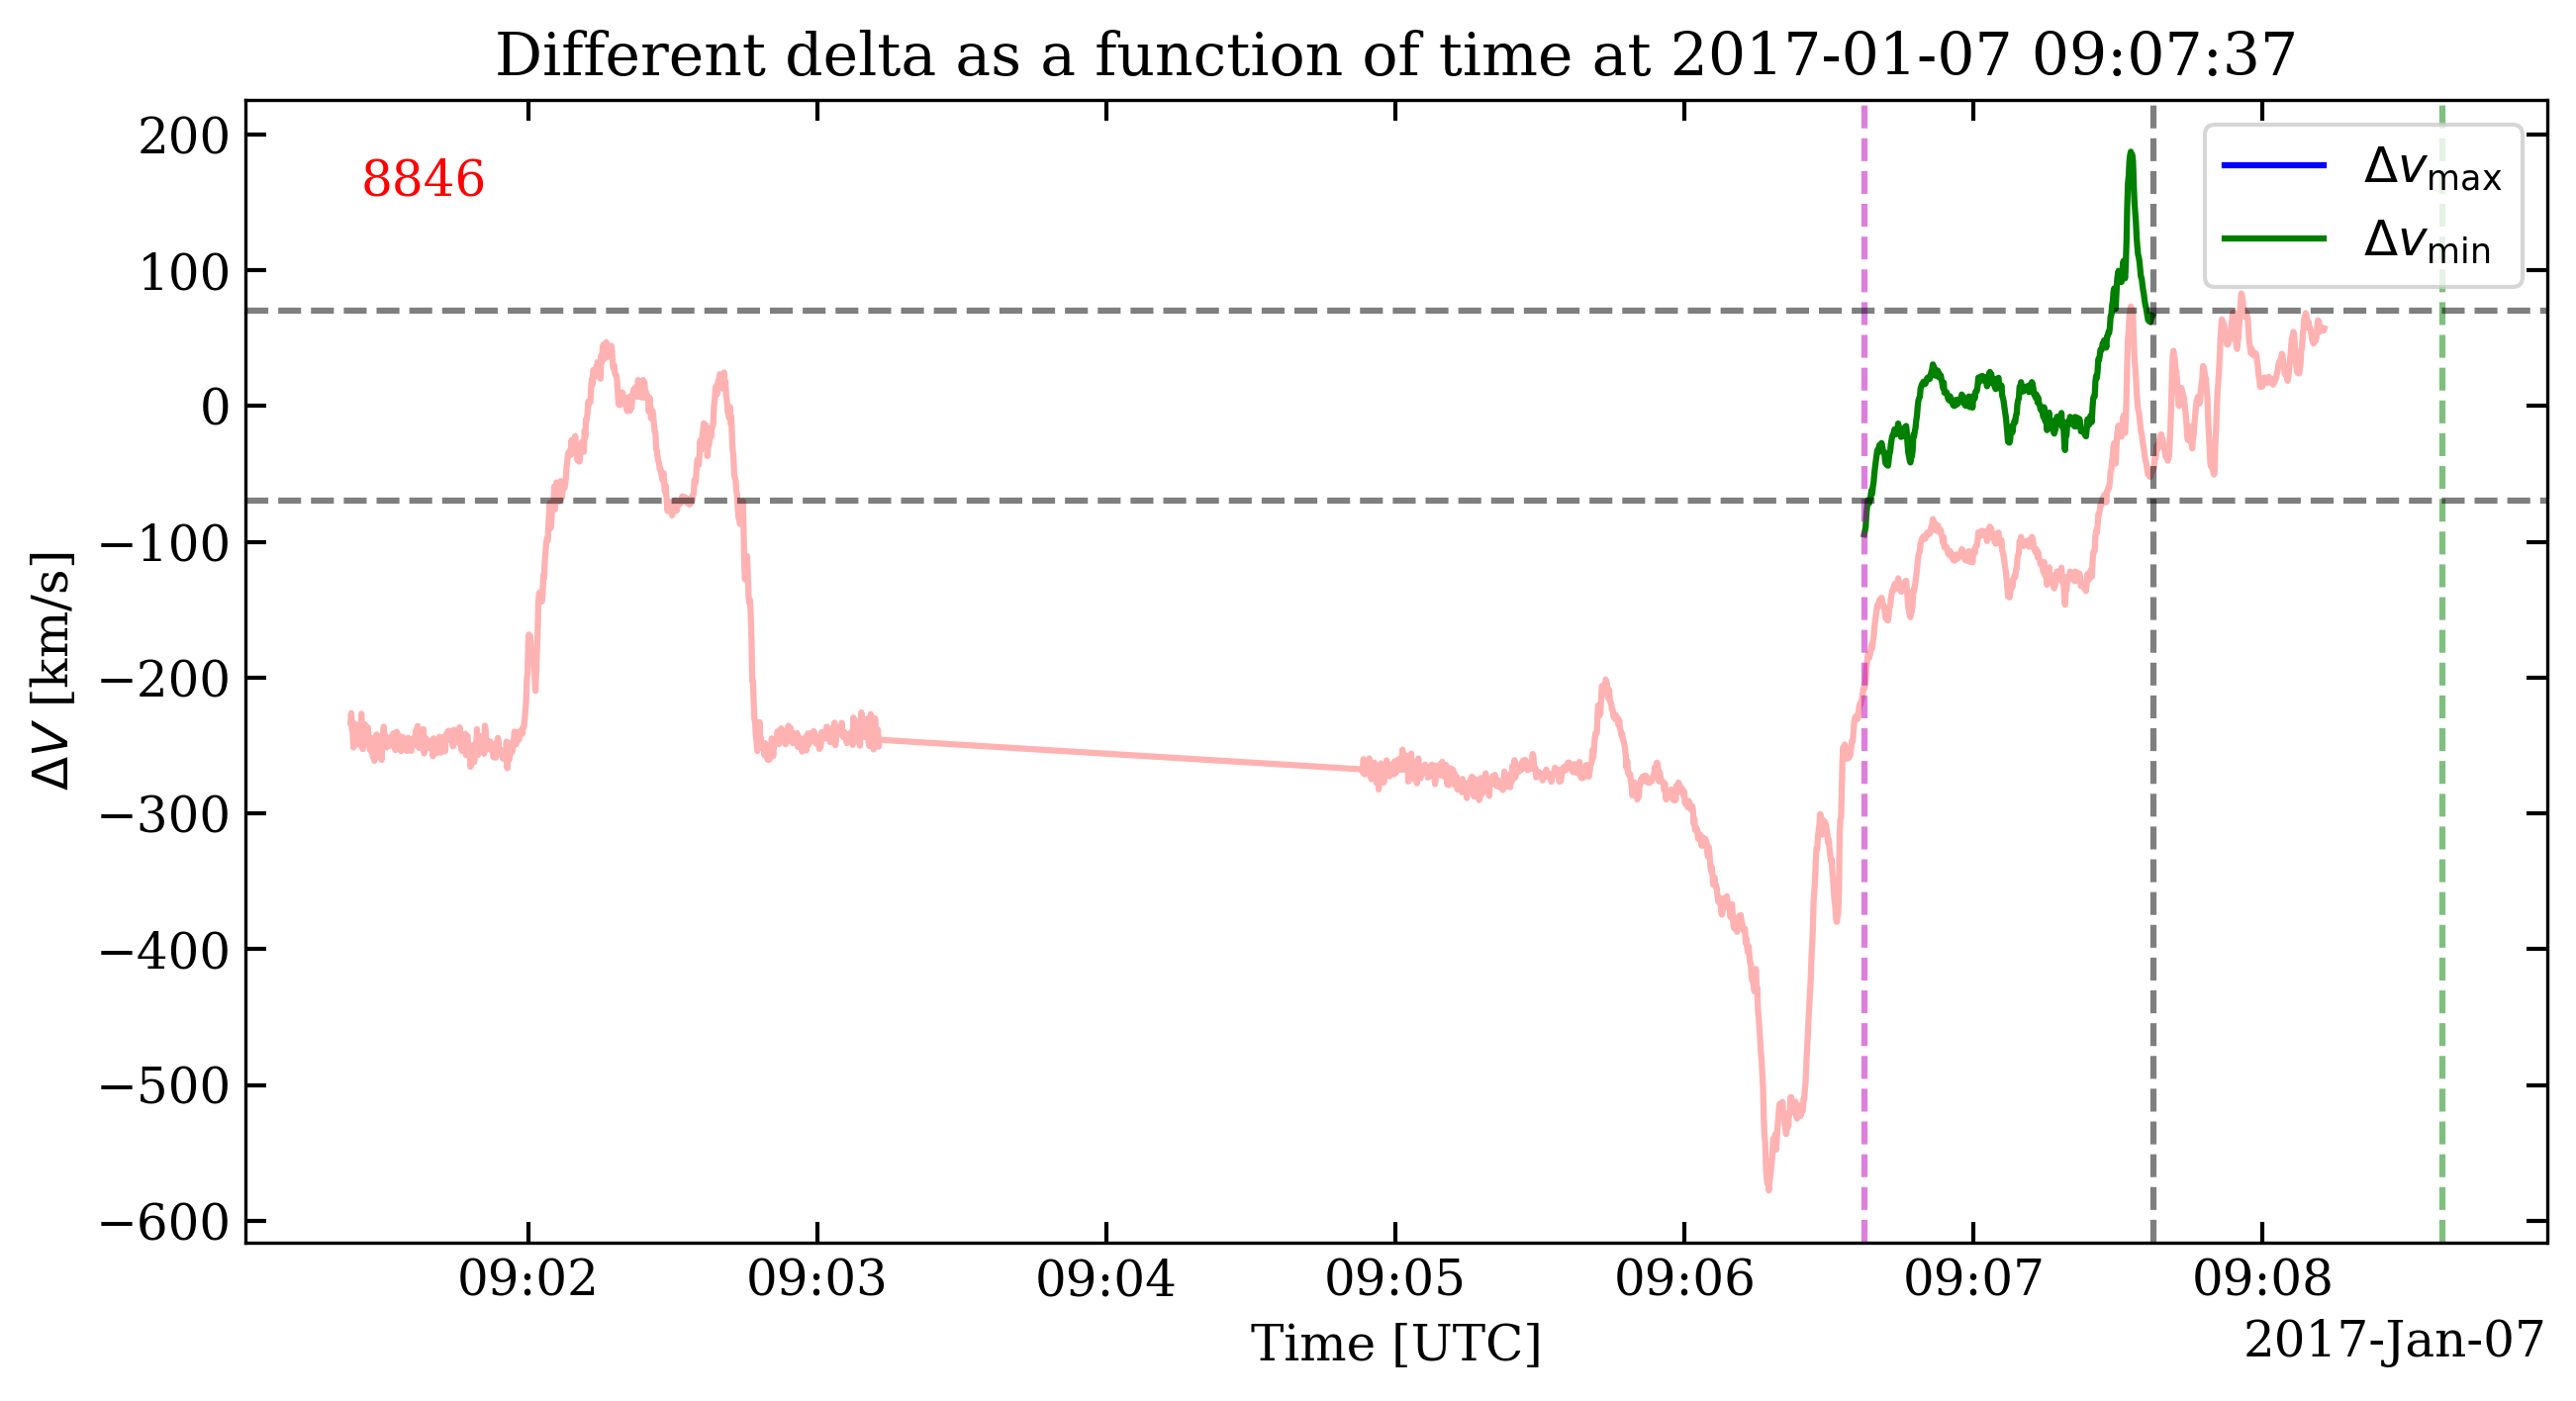 Different delta as a function of time at 2017-01-07 09:07:37
8846
Δv_max
Δv_min
200
100
0
−100
−200
−300
−400
−500
−600
ΔV [km/s]
09:02 09:03 09:04 09:05 09:06 09:07 09:08
Time [UTC]
2017-Jan-07